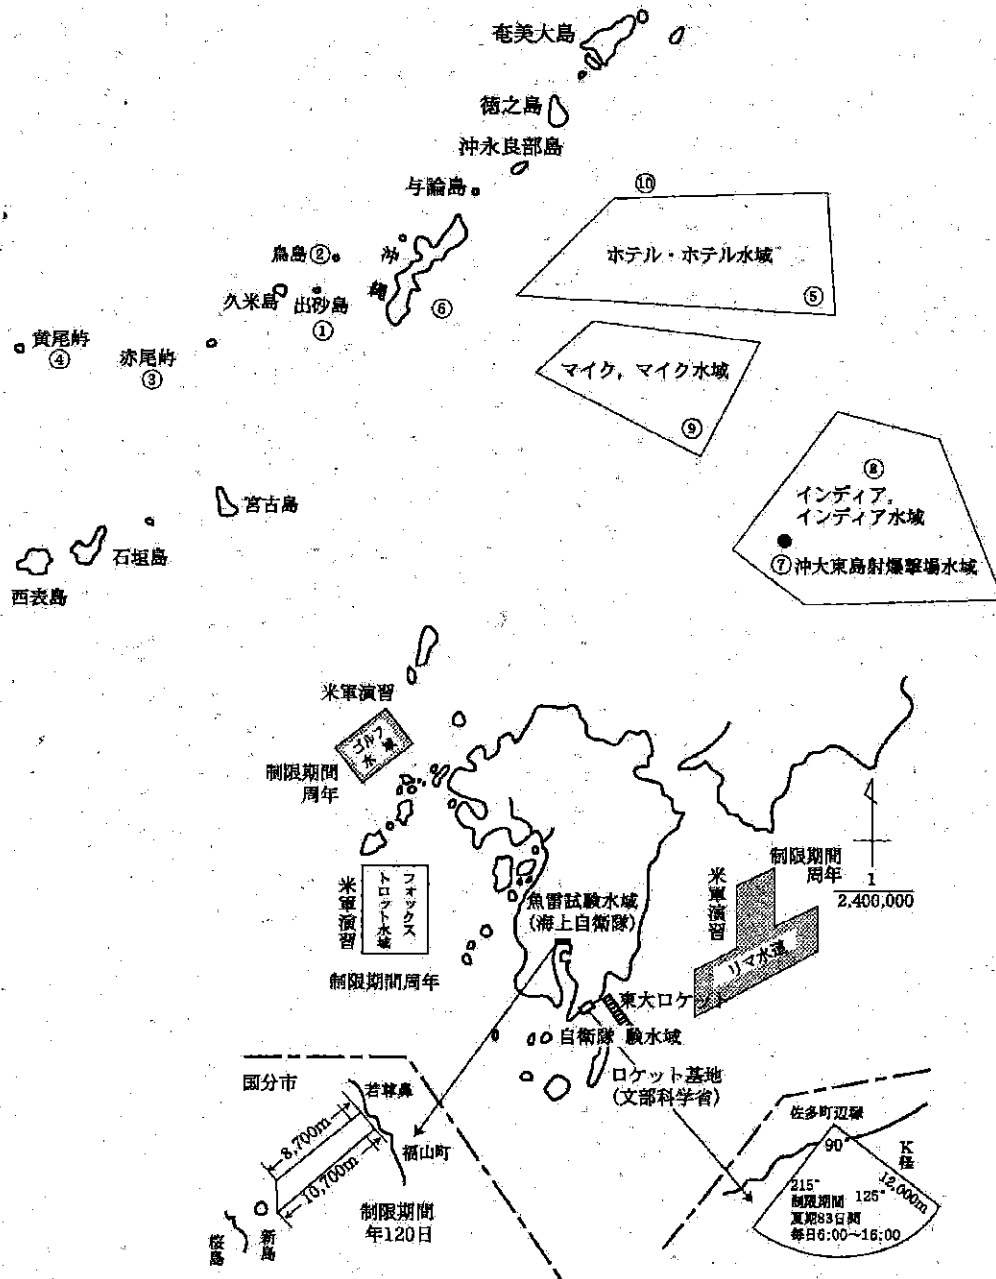 奄美大島
徳之島
沖永良部島
与論島
⑩
ホテル・ホテル水域
⑤
鳥島②
沖
縄
久米島
出砂島
①
⑥
黄尾嶼
④
赤尾嶼
③
マイク，マイク水域
⑨
⑧
インディア，
インディア水域
⑦沖大東島射爆撃場水域
宮古島
石垣島
西表島
米軍演習
ゴルフ
水域
制限期間
周年
米軍演習
フォックス
トロット水域
制限期間周年
魚雷試験水域
(海上自衛隊)
制限期間
周年
米軍演習
リマ水道
1
2,400,000
東大ロケット
自衛隊
験水域
ロケット基地
(文部科学省)
国分市
若尊鼻
福山町
8,700m
10,700m
新島
桜島
制限期間
年120日
佐多町辺塚
90
K
径
12,000m
215°
125°
制限期間
夏期83日間
毎日6:00～16:00